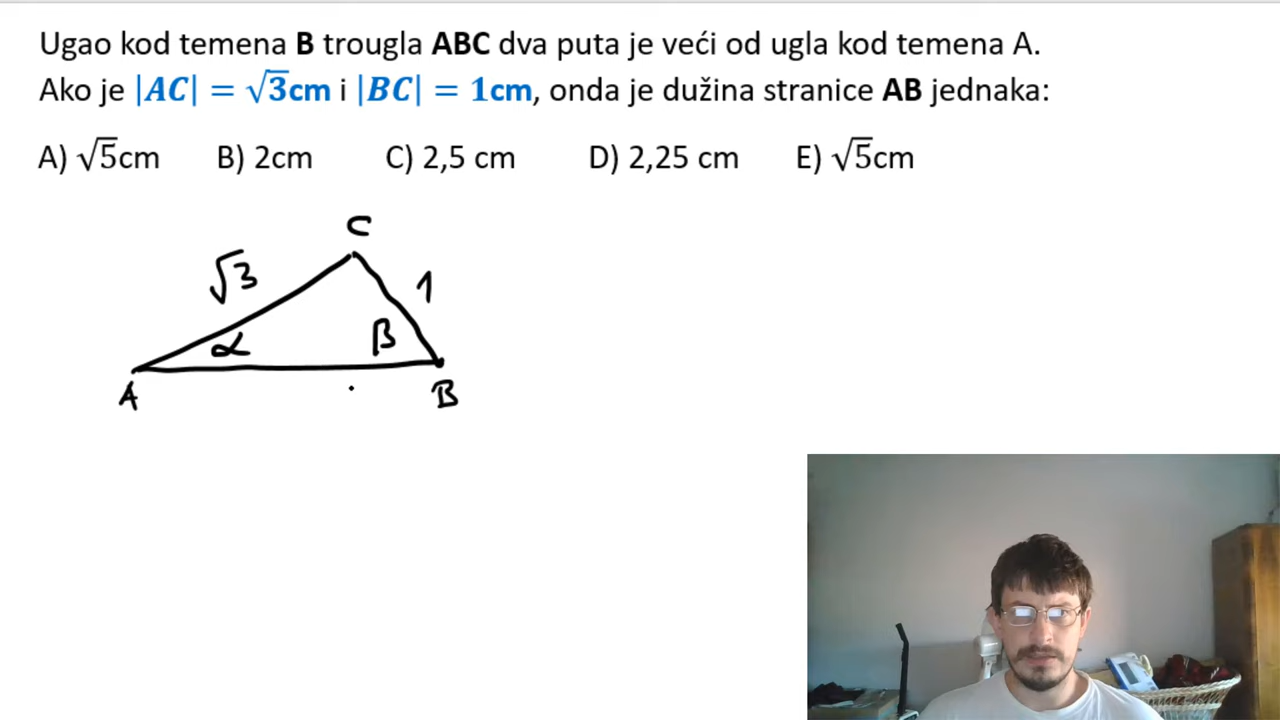 Ugao kod temena B trougla ABC dva puta je veći od ugla kod temena A.
Ako je |AC| = √3cm i |BC| = 1cm, onda je dužina stranice AB jednaka:
A) √5cm B) 2cm C) 2,5 cm D) 2,25 cm E) √5cm
C
√3 1
α β
A B